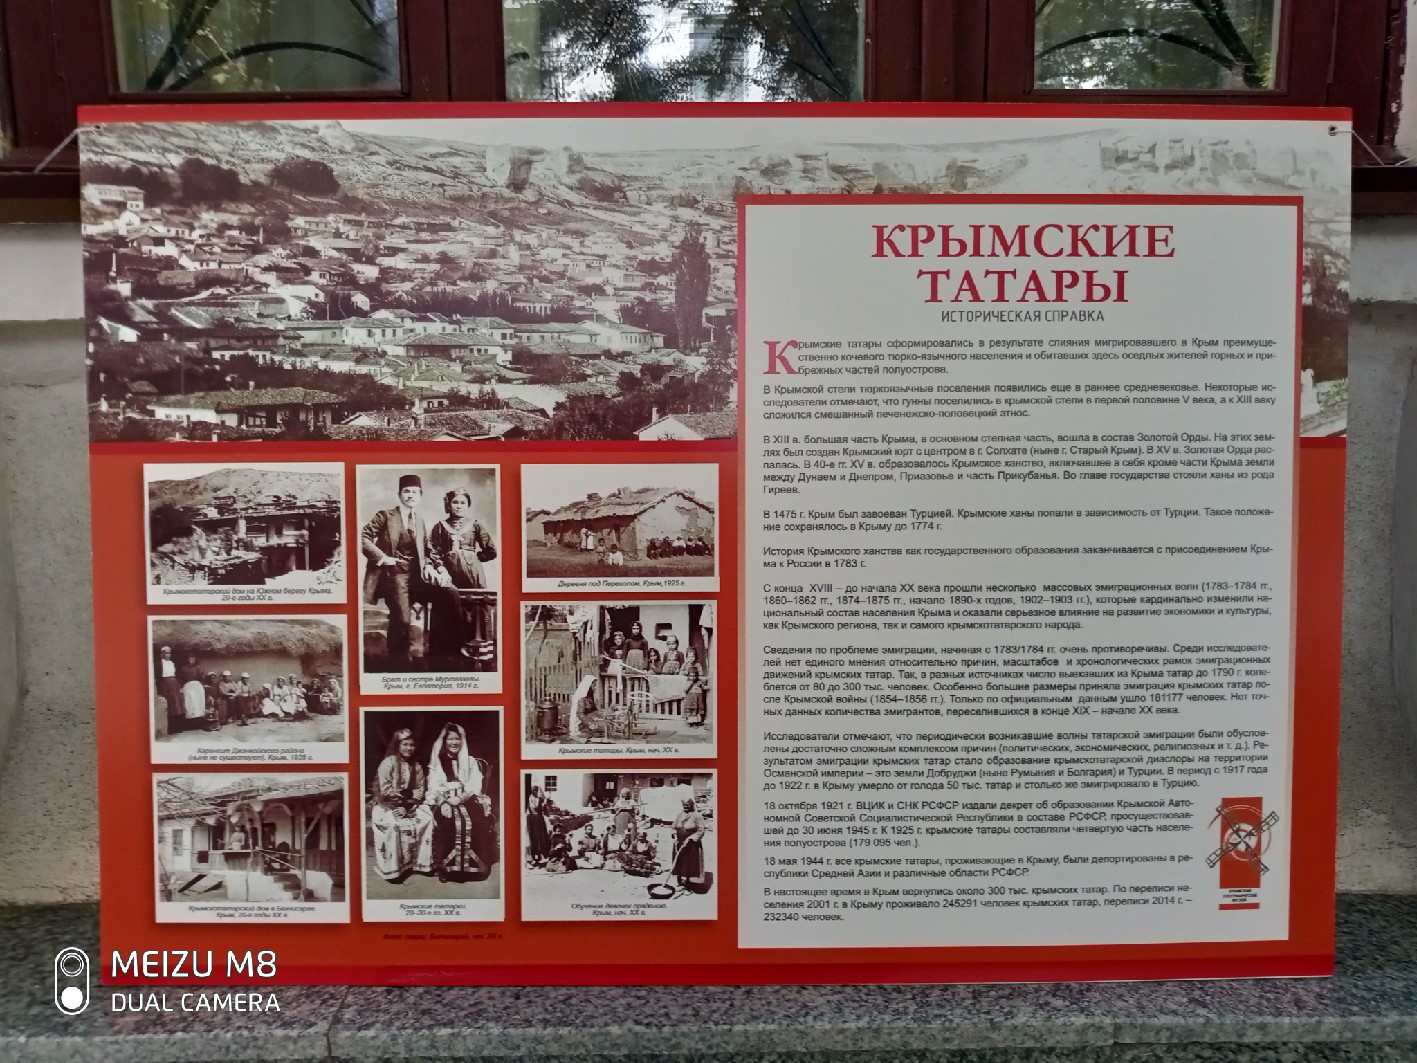 КРЫМСКИЕ
ТАТАРЫ
ИСТОРИЧЕСКАЯ СПРАВКА
Крымские татары сформировались в результате слияния мигрировавшего в Крым преимуще-
ственно кочевого тюрко-язычного населения и обитавших здесь оседлых жителей горных и при-
брежных частей полуострова.
В Крымской степи тюркоязычные поселения появились еще в раннее средневековье. Некоторые ис-
следователи отмечают, что гунны поселились в крымской степи в первой половине V века, а к XIII веку
сложился смешанный печенежско-половецкий этнос.
В XIII в. большая часть Крыма, в основном степная часть, вошла в состав Золотой Орды. На этих зем-
лях был создан Крымский юрт с центром в г. Солхате (ныне г. Старый Крым). В XV в. Золотая Орда рас-
палась. В 40-е гг. XV в. образовалось Крымское ханство, включавшее в себя кроме части Крыма земли
между Дунаем и Днепром, Приазовье и часть Прикубанья. Во главе государства стояли ханы из рода
Гиреев.
В 1475 г. Крым был завоеван Турцией. Крымские ханы попали в зависимость от Турции. Такое положе-
ние сохранялось в Крыму до 1774 г.
История Крымского ханства как государственного образования заканчивается с присоединением Кры-
ма к России в 1783 г.
С конца XVIII – до начала XX века прошли несколько массовых эмиграционных волн (1783–1784 гг.,
1860–1862 гг., 1874–1875 гг., начало 1890-х годов, 1902–1903 гг.), которые кардинально изменили на-
циональный состав населения Крыма и оказали серьезное влияние на развитие экономики и культуры,
как Крымского региона, так и самого крымскотатарского народа.
Сведения по проблеме эмиграции, начиная с 1783/1784 гг. очень противоречивы. Среди исследовате-
лей нет единого мнения относительно причин, масштабов и хронологических рамок эмиграционных
движений крымских татар. Так, в разных источниках число выехавших из Крыма татар до 1790 г. коле-
блется от 80 до 300 тыс. человек. Особенно большие размеры приняла эмиграция крымских татар по-
сле Крымской войны (1854–1856 гг.). Только по официальным данным ушло 181177 человек. Нет точ-
ных данных количества эмигрантов, переселившихся в конце XIX – начале XX века.
Исследователи отмечают, что периодически возникавшие волны татарской эмиграции были обуслов-
лены достаточно сложным комплексом причин (политических, экономических, религиозных и т. д.). Ре-
зультатом эмиграции крымских татар стало образование крымскотатарской диаспоры на территории
Османской империи – это земли Добруджи (ныне Румыния и Болгария) и Турции. В период с 1917 года
до 1922 г. в Крыму умерло от голода 50 тыс. татар и столько же эмигрировало в Турцию.
18 октября 1921 г. ВЦИК и СНК РСФСР издали декрет об образовании Крымской Авто-
номной Советской Социалистической Республики в составе РСФСР, просуществовав-
шей до 30 июня 1945 г. К 1925 г. крымские татары составляли четвертую часть населе-
ния полуострова (179 095 чел.).
18 мая 1944 г. все крымские татары, проживающие в Крыму, были депортированы в ре-
спублики Средней Азии и различные области РСФСР.
В настоящее время в Крым вернулись около 300 тыс. крымских татар. По переписи на-
селения 2001 г. в Крыму проживало 245291 человек крымских татар, переписи 2014 г. –
232340 человек.
Крымскотатарский дом на Южном берегу Крыма.
20-е годы XX в.
Брат и сестра Муртазаевы.
Крым, г. Евпатория, 1914 г.
Деревня под Перекопом. Крым, 1925 г.
Карангит Джанкойского района
(ныне не существует). Крым, 1925 г.
Крымские татары. Крым, нач. XX в.
Крымскотатарский дом в Бахчисарае.
Крым, 20-е годы XX в.
Крымские татарки.
20–30-е гг. XX в.
Обучение девочек прядению.
Крым, нач. XX в.
Фото сверху: Бахчисарай, нач. XX в.
КРЫМСКИЙ
ЭТНОГРАФИЧЕСКИЙ
МУЗЕЙ
MEIZU M8
DUAL CAMERA